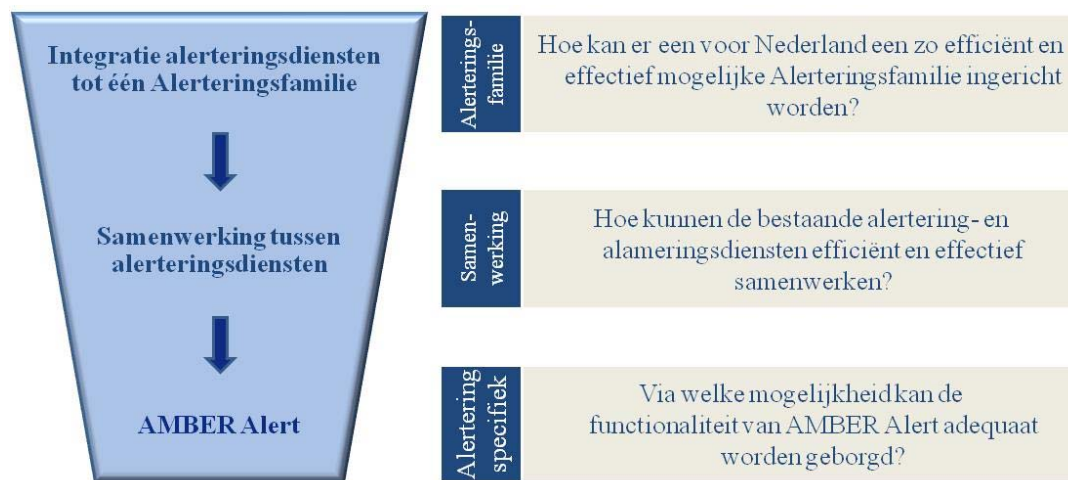 Integratie alerteringsdiensten
tot één Alerteringsfamilie
Samenwerking tussen
alerteringsdiensten
AMBER Alert
Alerterings-
familie
Hoe kan er een voor Nederland een zo efficiënt en
effectief mogelijke Alerteringsfamilie ingericht
worden?
Samen-
werking
Hoe kunnen de bestaande alertering- en
alameringsdiensten efficiënt en effectief
samenwerken?
Alertering
specifiek
Via welke mogelijkheid kan de
functionaliteit van AMBER Alert adequaat
worden geborgd?